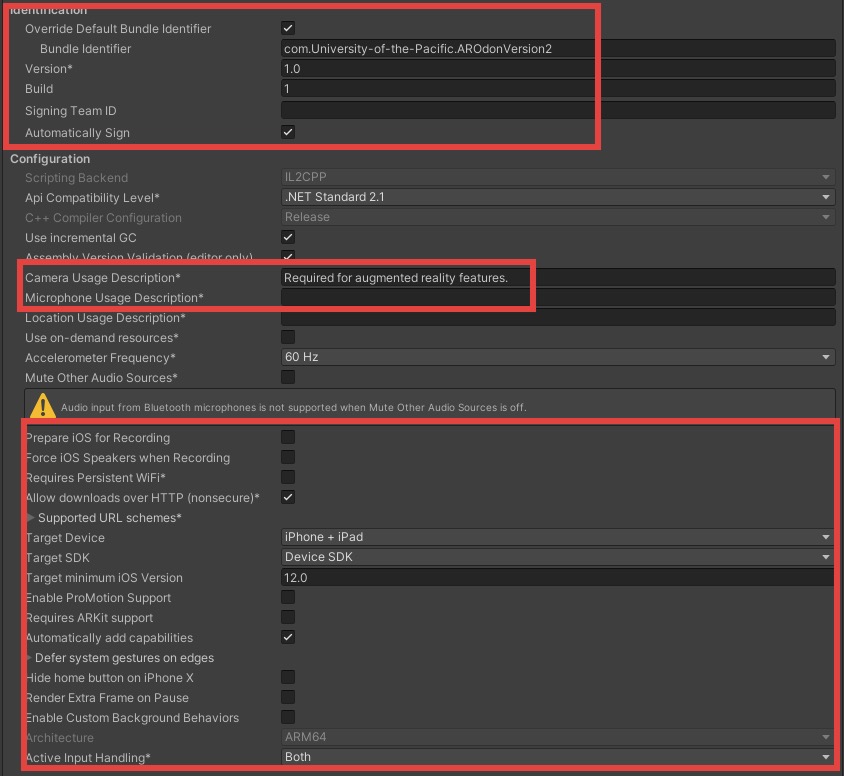 Identification
Override Default Bundle Identifier
Bundle Identifier com.University-of-the-Pacific.AROdonVersion2
Version* 1.0
Build 1
Signing Team ID
Automatically Sign
Configuration
Scripting Backend IL2CPP
Api Compatibility Level* .NET Standard 2.1
C++ Compiler Configuration Release
Use incremental GC
Assembly Version Validation (editor only)
Camera Usage Description* Required for augmented reality features.
Microphone Usage Description*
Location Usage Description*
Use on-demand resources*
Accelerometer Frequency* 60 Hz
Mute Other Audio Sources*
Audio input from Bluetooth microphones is not supported when Mute Other Audio Sources is off.
Prepare iOS for Recording
Force iOS Speakers when Recording
Requires Persistent WiFi*
Allow downloads over HTTP (nonsecure)*
Supported URL schemes*
Target Device iPhone + iPad
Target SDK Device SDK
Target minimum iOS Version 12.0
Enable ProMotion Support
Requires ARKit support
Automatically add capabilities
Defer system gestures on edges
Hide home button on iPhone X
Render Extra Frame on Pause
Enable Custom Background Behaviors
Architecture ARM64
Active Input Handling* Both